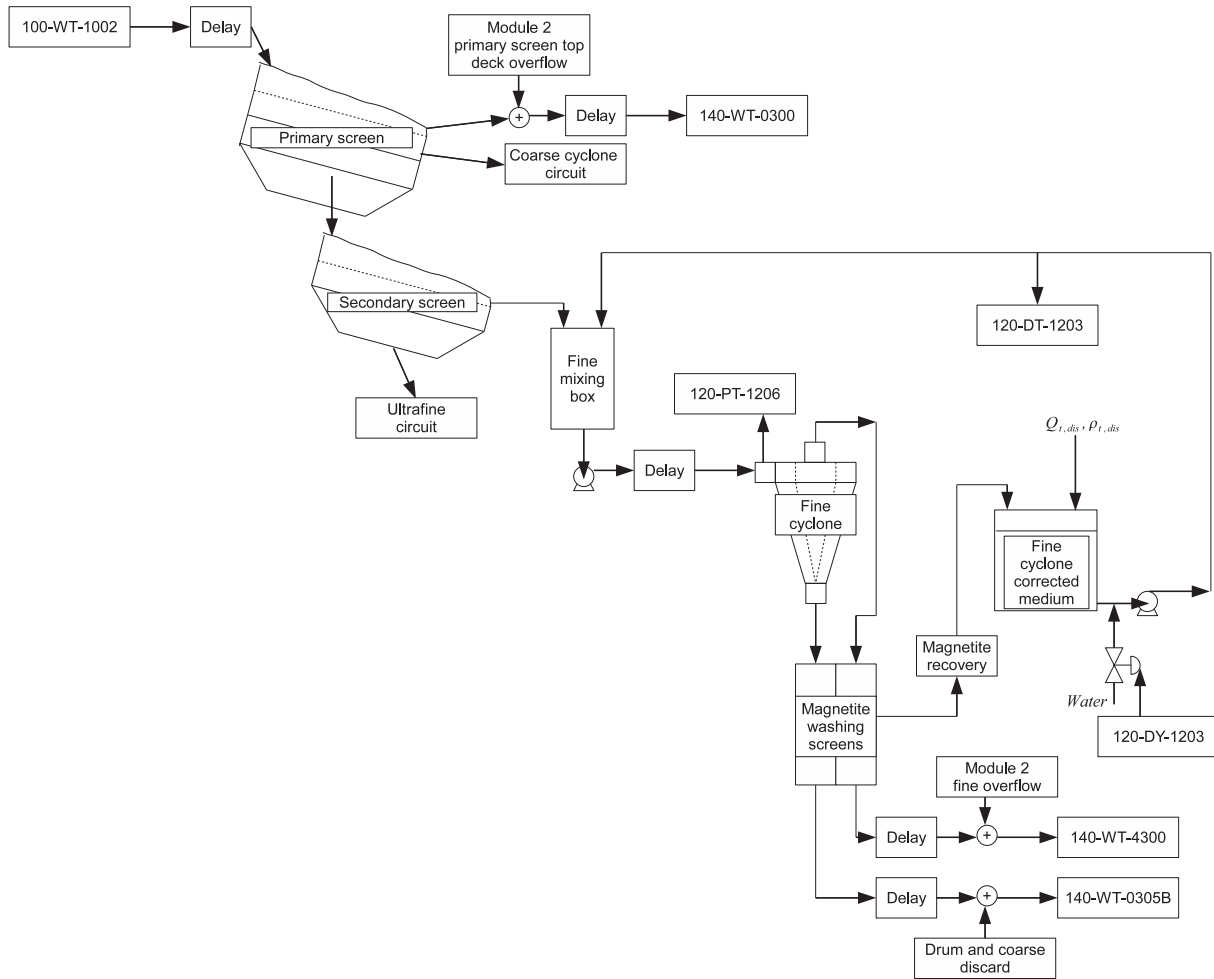 100-WT-1002
Delay
Module 2
primary screen top
deck overflow
+
Delay
140-WT-0300
Primary screen
Coarse cyclone
circuit
Secondary screen
120-DT-1203
Fine
mixing
box
120-PT-1206
Ultrafine
circuit
Q_{t,dis}, ρ_{t,dis}
Delay
Fine
cyclone
Fine
cyclone
corrected
medium
Magnetite
recovery
Magnetite
washing
screens
Water
120-DY-1203
Module 2
fine overflow
Delay
+
140-WT-4300
Delay
+
140-WT-0305B
Drum and coarse
discard